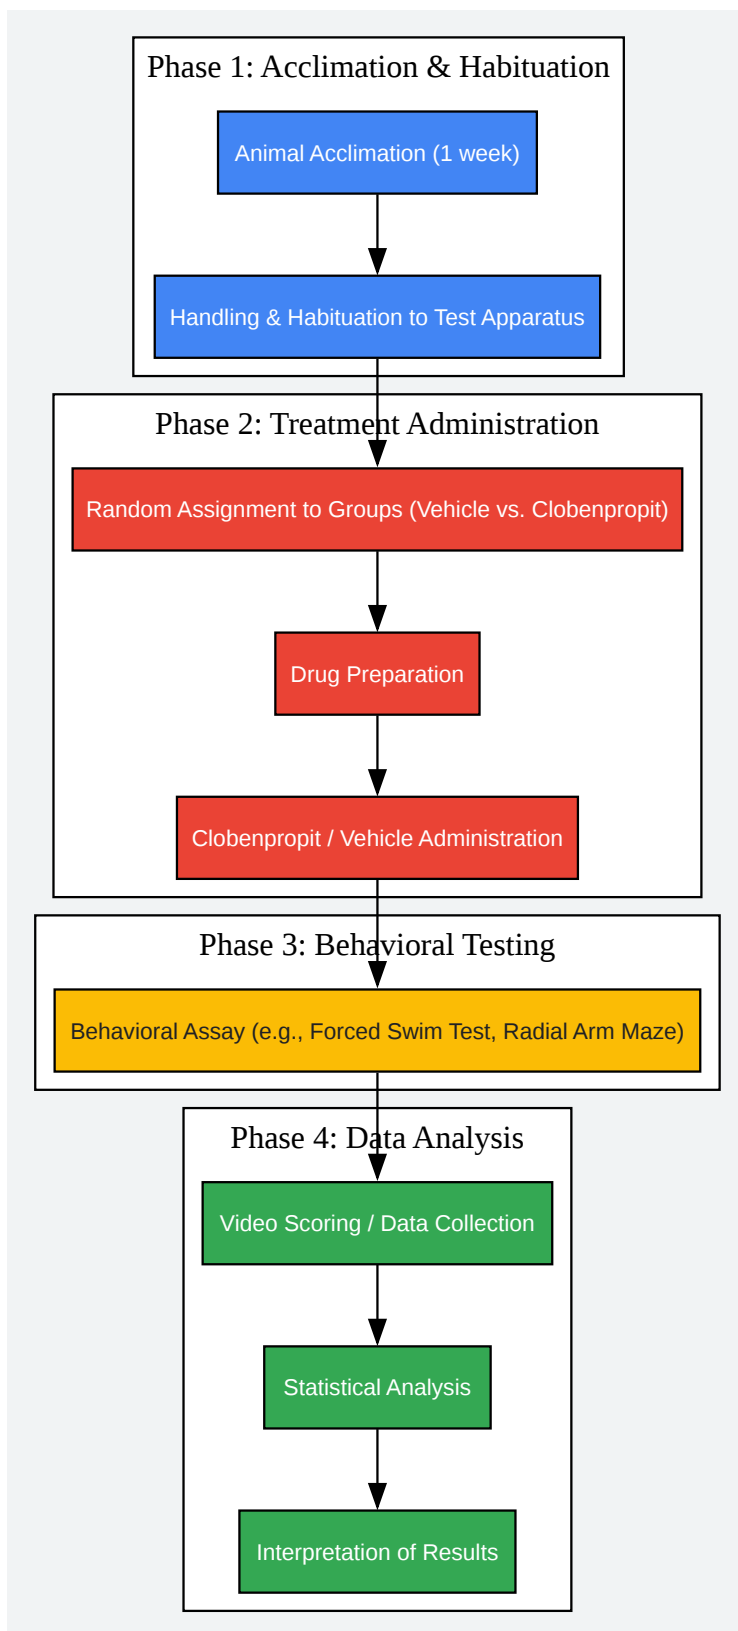 Phase 1: Acclimation & Habituation
Animal Acclimation (1 week)
Handling & Habituation to Test Apparatus
Phase 2: Treatment Administration
Random Assignment to Groups (Vehicle vs. Clobenpropit)
Drug Preparation
Clobenpropit / Vehicle Administration
Phase 3: Behavioral Testing
Behavioral Assay (e.g., Forced Swim Test, Radial Arm Maze)
Phase 4: Data Analysis
Video Scoring / Data Collection
Statistical Analysis
Interpretation of Results